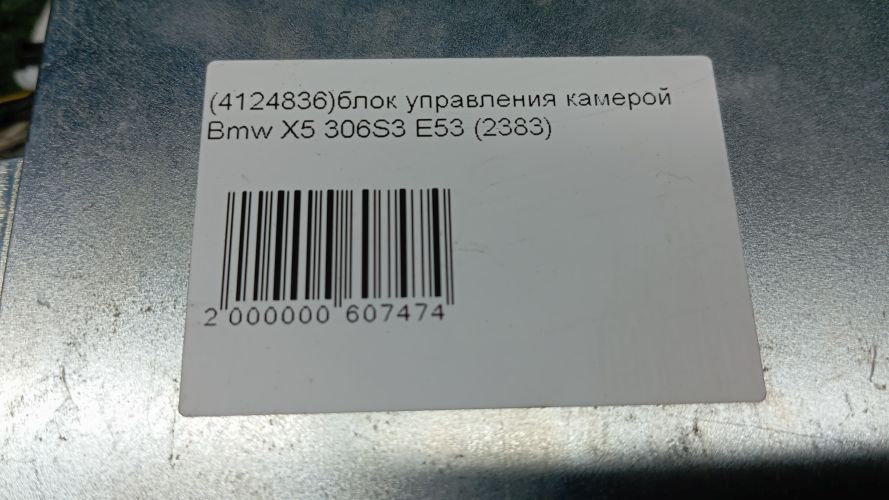 (4124836)блок управления камерой
Bmw X5 306S3 E53 (2383)
2 000000 607474